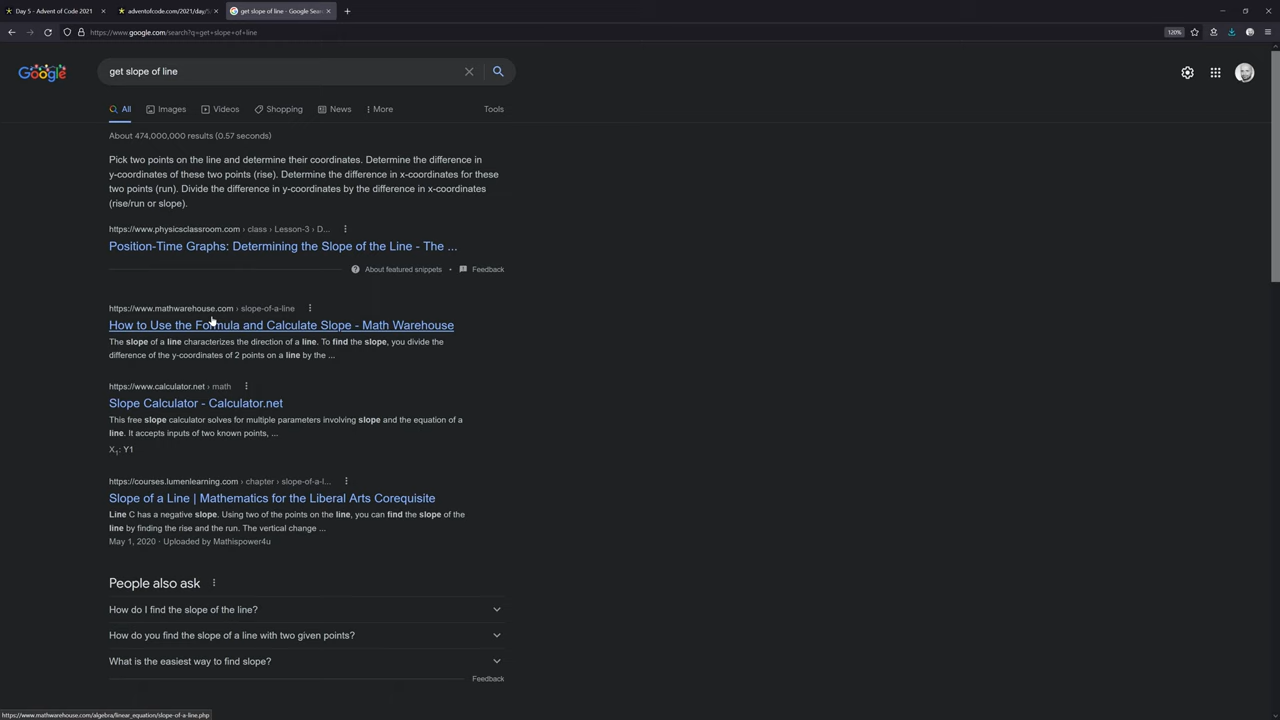 Day 5 - Advent of Code 2021
adventofcode.com/2021/day/5
get slope of line - Google Sear
https://www.google.com/search?q=get+slope+of+line
120%
Google
get slope of line
All
Images
Videos
Shopping
News
More
Tools
About 474,000,000 results (0.57 seconds)
Pick two points on the line and determine their coordinates. Determine the difference in
y-coordinates of these two points (rise). Determine the difference in x-coordinates for these
two points (run). Divide the difference in y-coordinates by the difference in x-coordinates
(rise/run or slope).
https://www.physicsclassroom.com › class › Lesson-3 › D...
Position-Time Graphs: Determining the Slope of the Line - The ...
About featured snippets • Feedback
https://www.mathwarehouse.com › slope-of-a-line
How to Use the Formula and Calculate Slope - Math Warehouse
The slope of a line characterizes the direction of a line. To find the slope, you divide the
difference of the y-coordinates of 2 points on a line by the ...
https://www.calculator.net › math
Slope Calculator - Calculator.net
This free slope calculator solves for multiple parameters involving slope and the equation of a
line. It accepts inputs of two known points, ...
X₁: Y1
https://courses.lumenlearning.com › chapter › slope-of-a-l...
Slope of a Line | Mathematics for the Liberal Arts Corequisite
Line C has a negative slope. Using two of the points on the line, you can find the slope of the
line by finding the rise and the run. The vertical change ...
May 1, 2020 · Uploaded by Mathispower4u
People also ask
How do I find the slope of the line?
How do you find the slope of a line with two given points?
What is the easiest way to find slope?
Feedback
https://www.mathwarehouse.com/algebra/linear_equation/slope-of-a-line.php